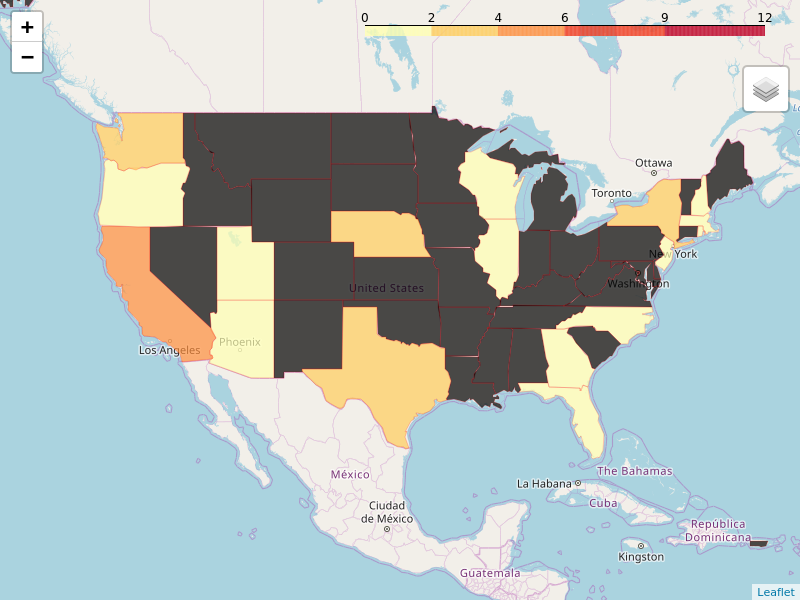 +
−
0 2 4 6 9 12
Ottawa
Toronto
New York
Washington
United States
Los Angeles
Phoenix
México
The Bahamas
La Habana
Cuba
Ciudad
de México
República
Dominicana
Kingston
Guatemala
Leaflet